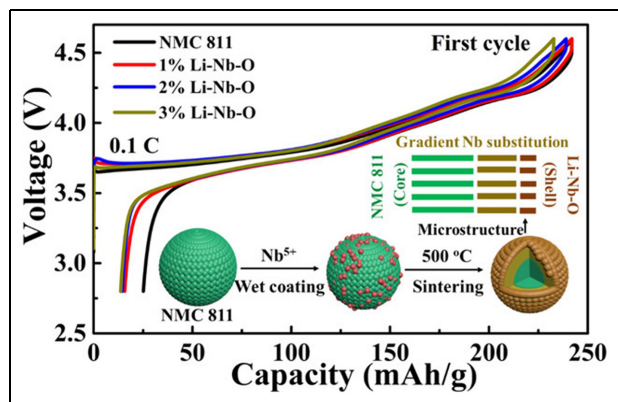 NMC 811
1% Li-Nb-O
2% Li-Nb-O
3% Li-Nb-O
First cycle
0.1 C
Gradient Nb substitution
NMC 811
(Core)
Li-Nb-O
(Shell)
Microstructure
Nb⁵⁺
Wet coating
500 °C
Sintering
NMC 811
Voltage (V)
4.5
4.0
3.5
3.0
2.5
0
50
100
150
200
250
Capacity (mAh/g)